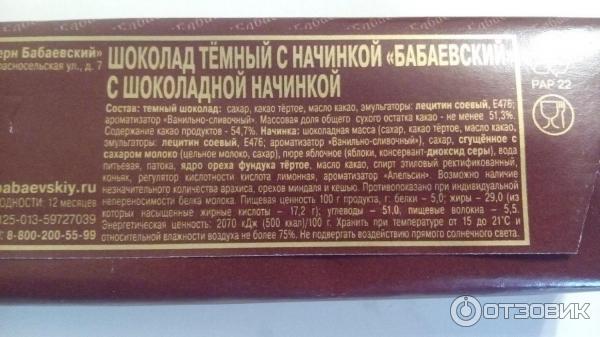 ерн Бабаевский»
расносельская ул., д. 7
ШОКОЛАД ТЁМНЫЙ С НАЧИНКОЙ «БАБАЕВСКИЙ»
С ШОКОЛАДНОЙ НАЧИНКОЙ
Состав: темный шоколад: сахар, какао тёртое, масло какао, эмульгаторы: лецитин соевый, Е476;
ароматизатор «Ванильно-сливочный». Массовая доля общего сухого остатка какао - не менее 51,3%.
Содержание какао продуктов - 54,7%. Начинка: шоколадная масса (сахар, какао тёртое, масло какао,
эмульгаторы: лецитин соевый, Е476; ароматизатор «Ванильно-сливочный»), сахар, сгущённое с
сахаром молоко (цельное молоко, сахар), пюре яблочное (яблоки, консервант-диоксид серы), вода
питьевая, патока, ядро ореха фундука тёртое, масло какао, спирт этиловый ректификованный,
коньяк, регулятор кислотности кислота лимонная, ароматизатор «Апельсин». Возможно наличие
незначительного количества арахиса, орехов миндаля и кешью. Противопоказано при индивидуальной
непереносимости белка молока. Пищевая ценность 100 г продукта, г: белки – 5,0; жиры – 29,0 (из
которых насыщенные жирные кислоты – 17,2 г); углеводы – 51,0, пищевые волокна – 5,5.
Энергетическая ценность: 2070 кДж (500 ккал)/100 г. Хранить при температуре от 15 до 21°С и
относительной влажности воздуха не более 75%. Не подвергать воздействию прямого солнечного света.
babaevskiy.ru
ГОДНОСТИ: 12 месяцев
025-013-59727039
: 8-800-200-55-99
PAP 22
ОТЗОВИК